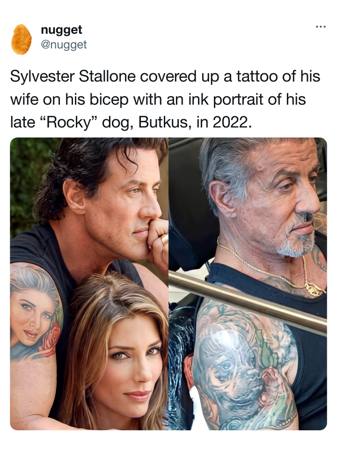 nugget
@nugget
Sylvester Stallone covered up a tattoo of his
wife on his bicep with an ink portrait of his
late “Rocky” dog, Butkus, in 2022.